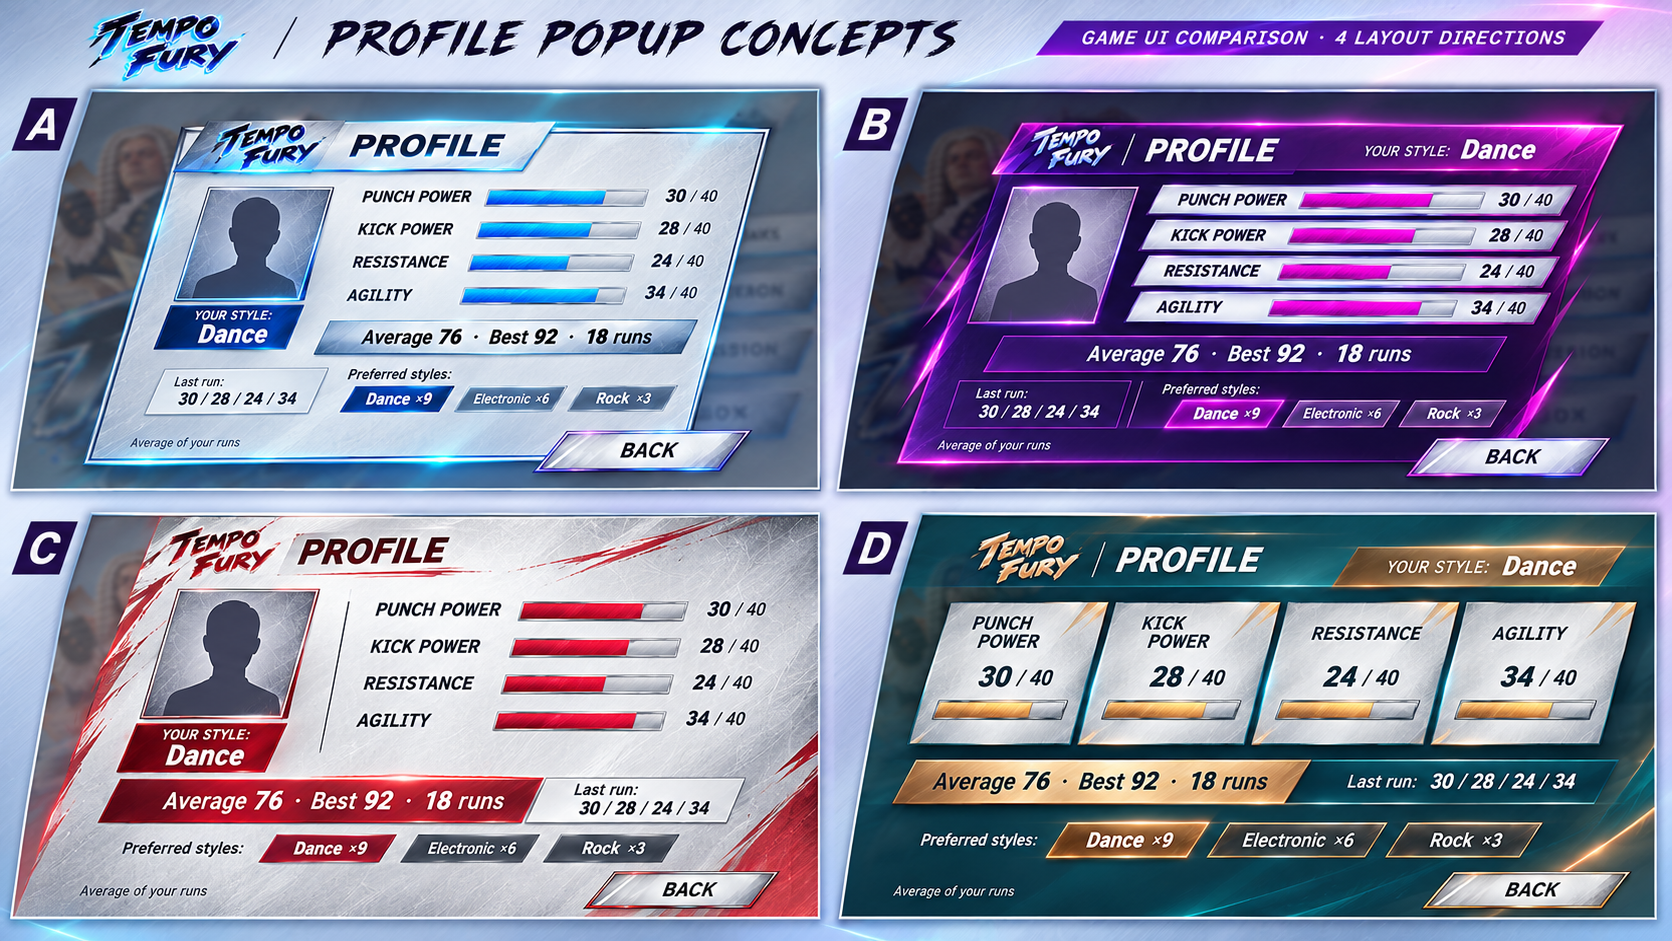 TEMPO FURY / PROFILE POPUP CONCEPTS
GAME UI COMPARISON · 4 LAYOUT DIRECTIONS
A
TEMPO FURY
PROFILE
PUNCH POWER 30 / 40
KICK POWER 28 / 40
RESISTANCE 24 / 40
AGILITY 34 / 40
YOUR STYLE:
Dance
Average 76 · Best 92 · 18 runs
Last run:
30 / 28 / 24 / 34
Preferred styles:
Dance ×9 Electronic ×6 Rock ×3
Average of your runs
BACK
B
TEMPO FURY
PROFILE
YOUR STYLE: Dance
PUNCH POWER 30 / 40
KICK POWER 28 / 40
RESISTANCE 24 / 40
AGILITY 34 / 40
Average 76 · Best 92 · 18 runs
Last run:
30 / 28 / 24 / 34
Preferred styles:
Dance ×9 Electronic ×6 Rock ×3
Average of your runs
BACK
C
TEMPO FURY
PROFILE
PUNCH POWER 30 / 40
KICK POWER 28 / 40
RESISTANCE 24 / 40
AGILITY 34 / 40
YOUR STYLE:
Dance
Average 76 · Best 92 · 18 runs
Last run:
30 / 28 / 24 / 34
Preferred styles: Dance ×9 Electronic ×6 Rock ×3
Average of your runs
BACK
D
TEMPO FURY
PROFILE
YOUR STYLE: Dance
PUNCH POWER
30 / 40
KICK POWER
28 / 40
RESISTANCE
24 / 40
AGILITY
34 / 40
Average 76 · Best 92 · 18 runs
Last run: 30 / 28 / 24 / 34
Preferred styles: Dance ×9 Electronic ×6 Rock ×3
Average of your runs
BACK